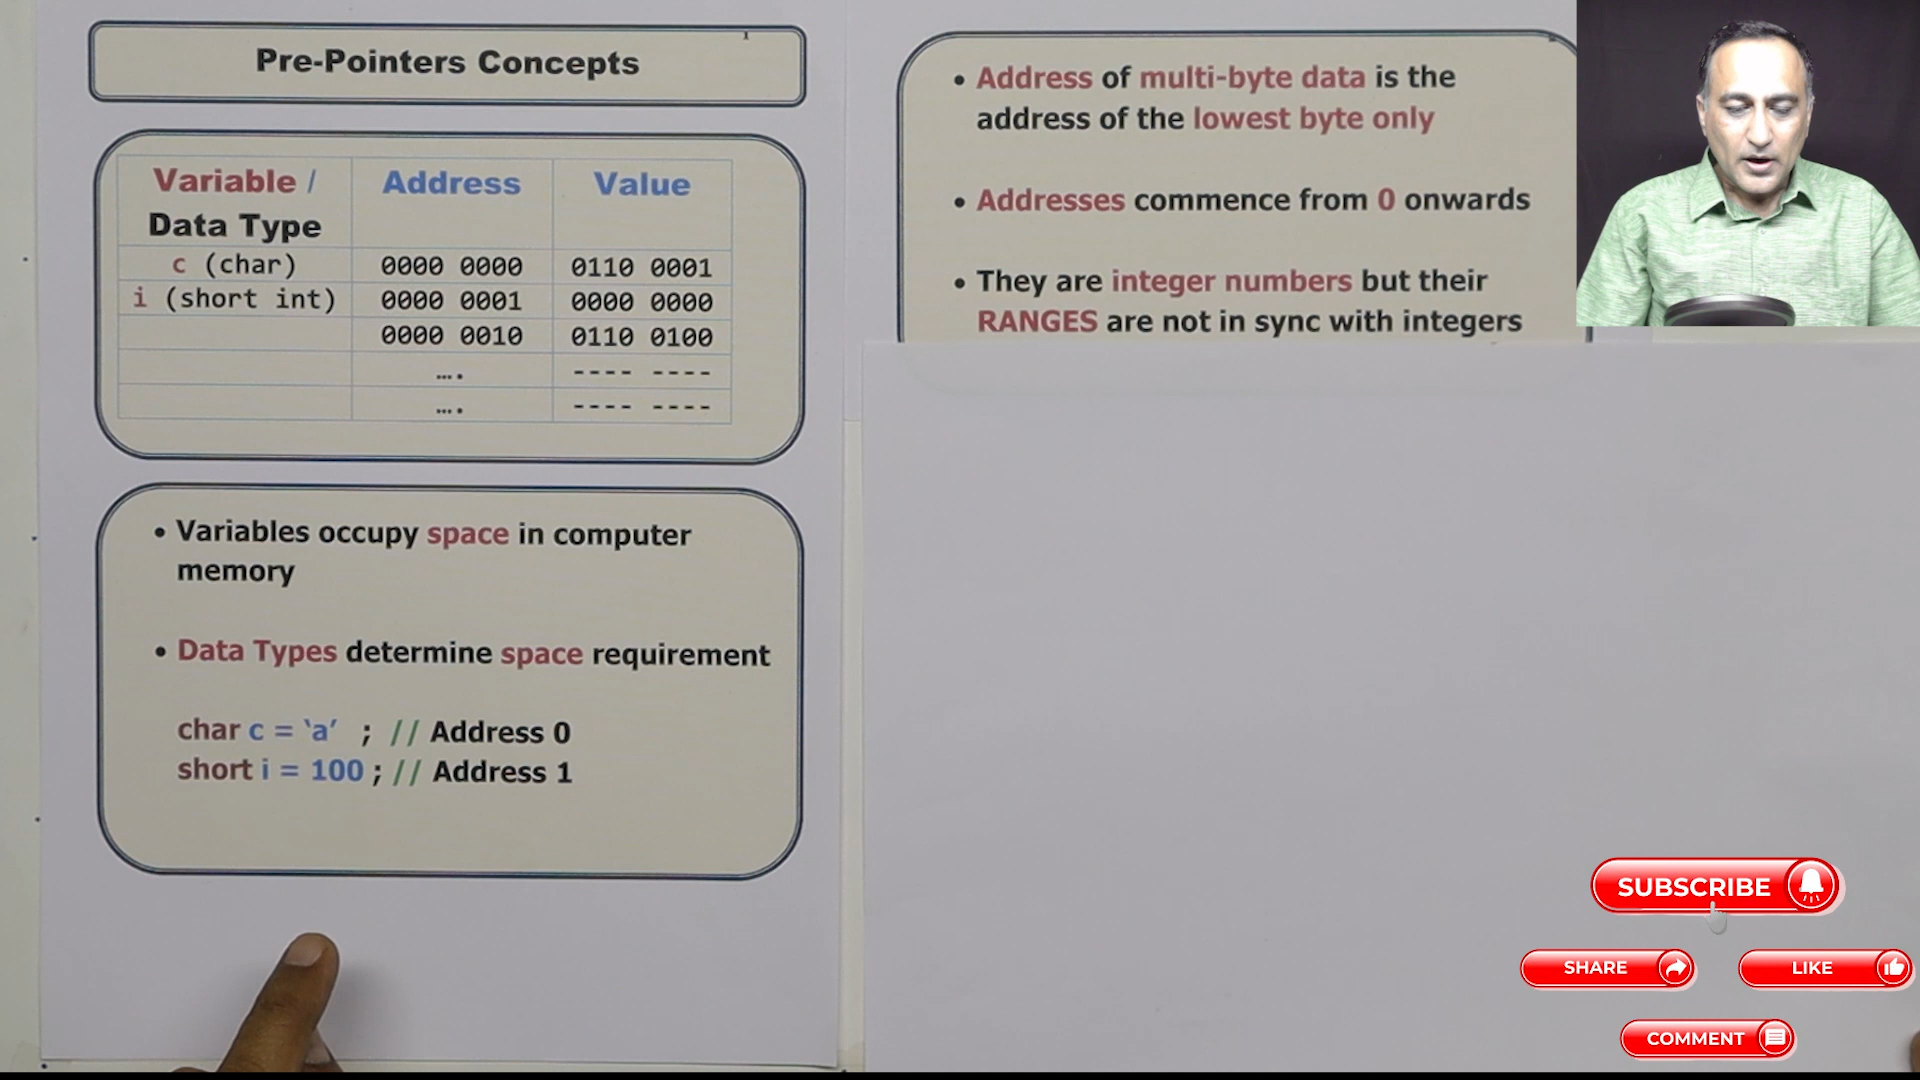 Pre-Pointers Concepts
Variable / Address Value
Data Type
c (char) 0000 0000 0110 0001
i (short int) 0000 0001 0000 0000
0000 0010 0110 0100
.... ---- ----
.... ---- ----
• Variables occupy space in computer
memory
• Data Types determine space requirement
char c = ‘a’ ; // Address 0
short i = 100 ; // Address 1
• Address of multi-byte data is the
address of the lowest byte only
• Addresses commence from 0 onwards
• They are integer numbers but their
RANGES are not in sync with integers
SUBSCRIBE
SHARE
LIKE
COMMENT